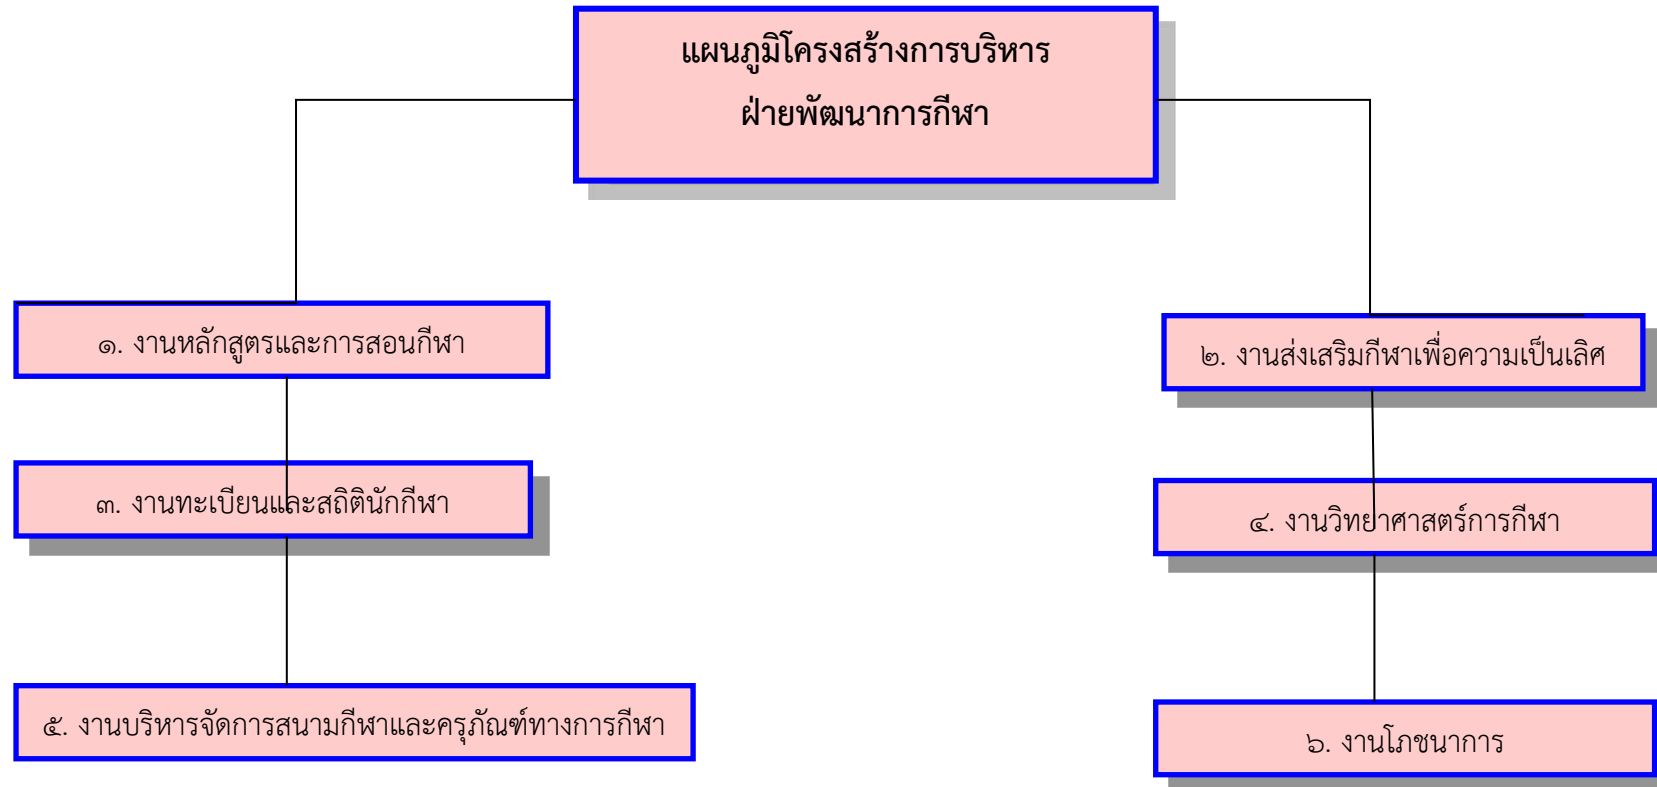 แผนภูมิโครงสร้างการบริหาร
ฝ่ายพัฒนาการกีฬา
๑. งานหลักสูตรและการสอนกีฬา
๒. งานส่งเสริมกีฬาเพื่อความเป็นเลิศ
๓. งานทะเบียนและสถิตินักกีฬา
๔. งานวิทยาศาสตร์การกีฬา
๕. งานบริหารจัดการสนามกีฬาและครุภัณฑ์ทางการกีฬา
๖. งานโภชนาการ